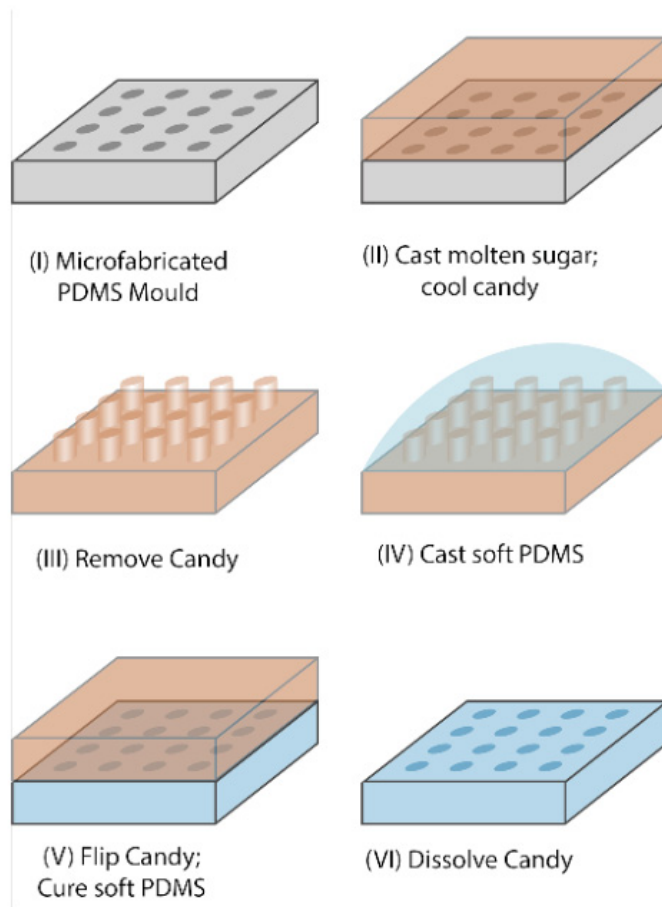 (I) Microfabricated
PDMS Mould
(II) Cast molten sugar;
cool candy
(III) Remove Candy
(IV) Cast soft PDMS
(V) Flip Candy;
Cure soft PDMS
(VI) Dissolve Candy